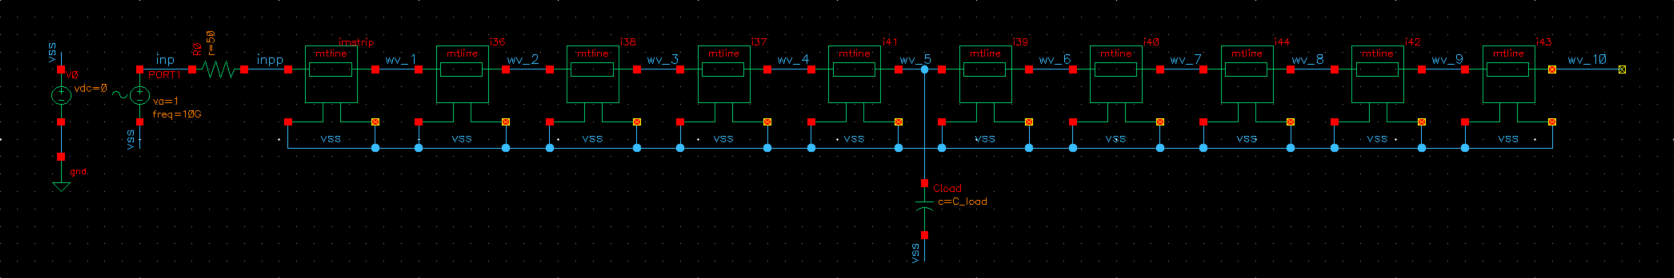 VSS
V0
vdc=0
gnd
inp
PORT1
va=1
freq=10G
VSS
R0
r=50
inpp
imstrip
mtline
VSS
wv_1
i36
mtline
VSS
wv_2
i38
mtline
VSS
wv_3
i37
mtline
VSS
wv_4
i41
mtline
VSS
wv_5
i39
mtline
VSS
wv_6
i40
mtline
VSS
wv_7
i44
mtline
VSS
wv_8
i42
mtline
VSS
wv_9
i43
mtline
VSS
wv_10
Cload
c=C_load
VSS